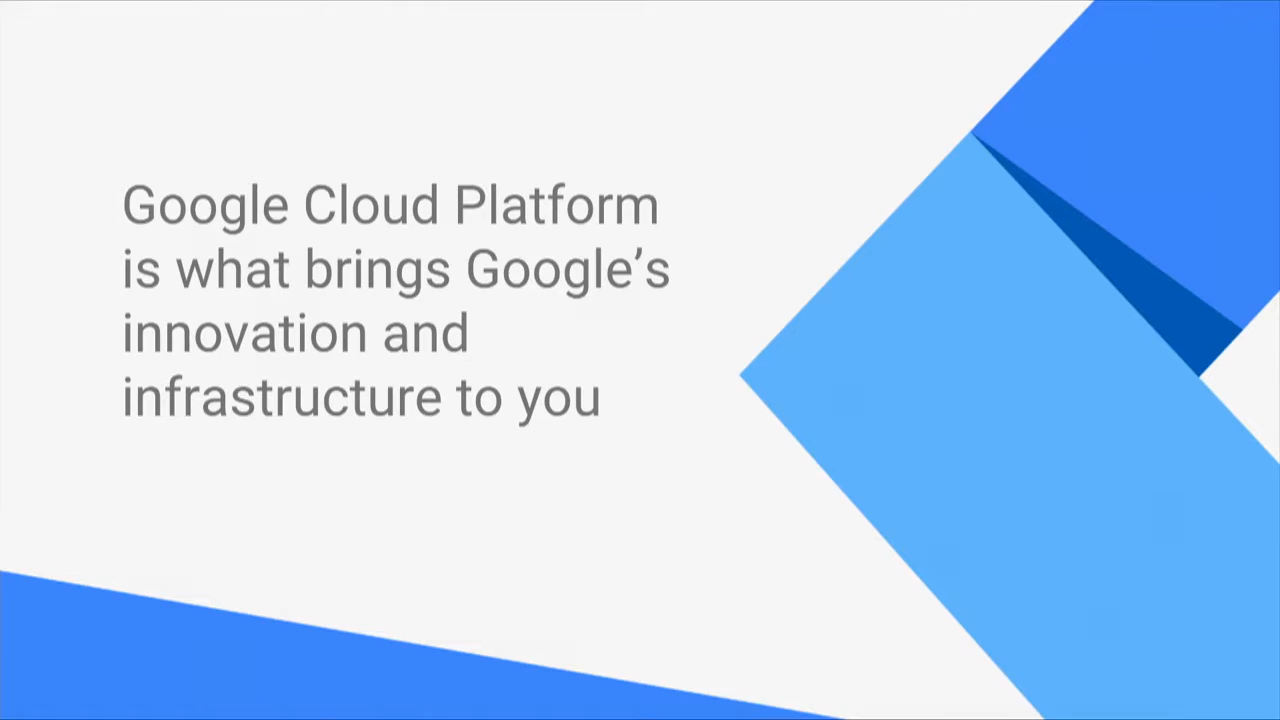 Google Cloud Platform
is what brings Google’s
innovation and
infrastructure to you